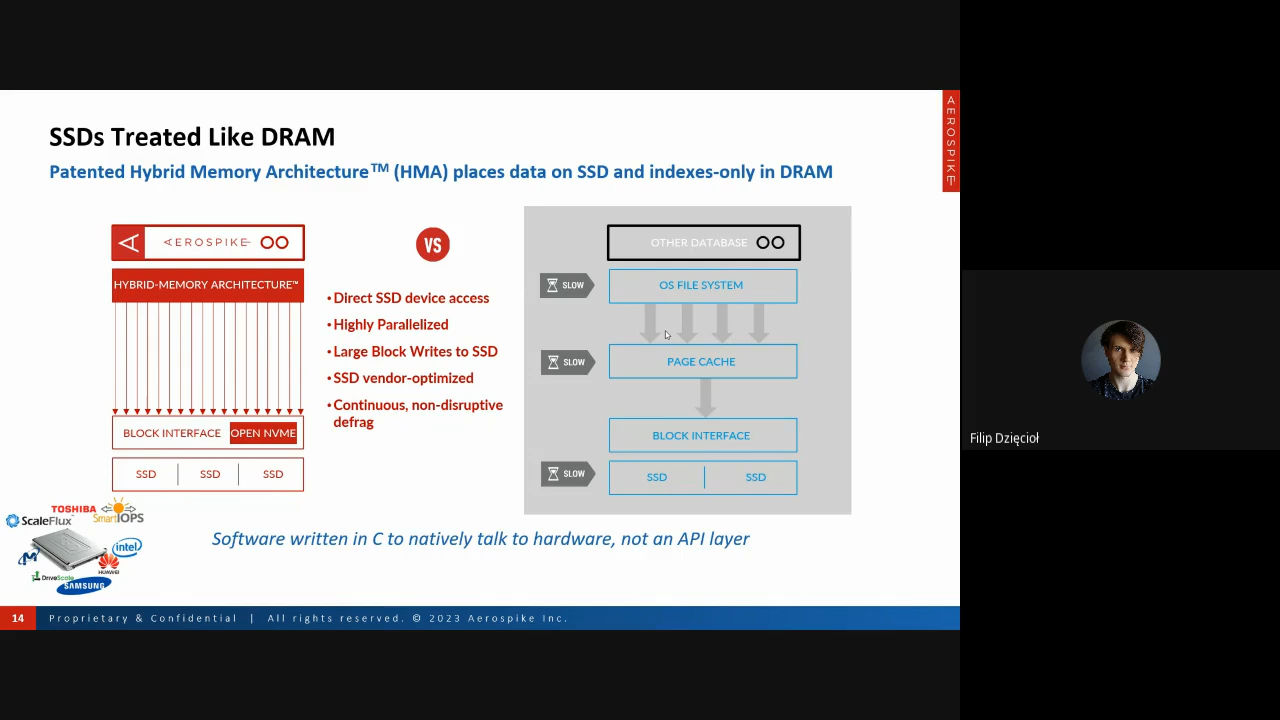 SSDs Treated Like DRAM
Patented Hybrid Memory Architecture™ (HMA) places data on SSD and indexes-only in DRAM
AEROSPIKE
AEROSPIKE
HYBRID-MEMORY ARCHITECTURE™
BLOCK INTERFACE
OPEN NVME
SSD
SSD
SSD
VS
•Direct SSD device access
•Highly Parallelized
•Large Block Writes to SSD
•SSD vendor-optimized
•Continuous, non-disruptive
defrag
OTHER DATABASE
SLOW
OS FILE SYSTEM
SLOW
PAGE CACHE
BLOCK INTERFACE
SLOW
SSD
SSD
TOSHIBA
SmartIOPS
ScaleFlux
intel
HUAWEI
DriveScale
SAMSUNG
Software written in C to natively talk to hardware, not an API layer
14
Proprietary & Confidential | All rights reserved. © 2023 Aerospike Inc.
Filip Dzięcioł